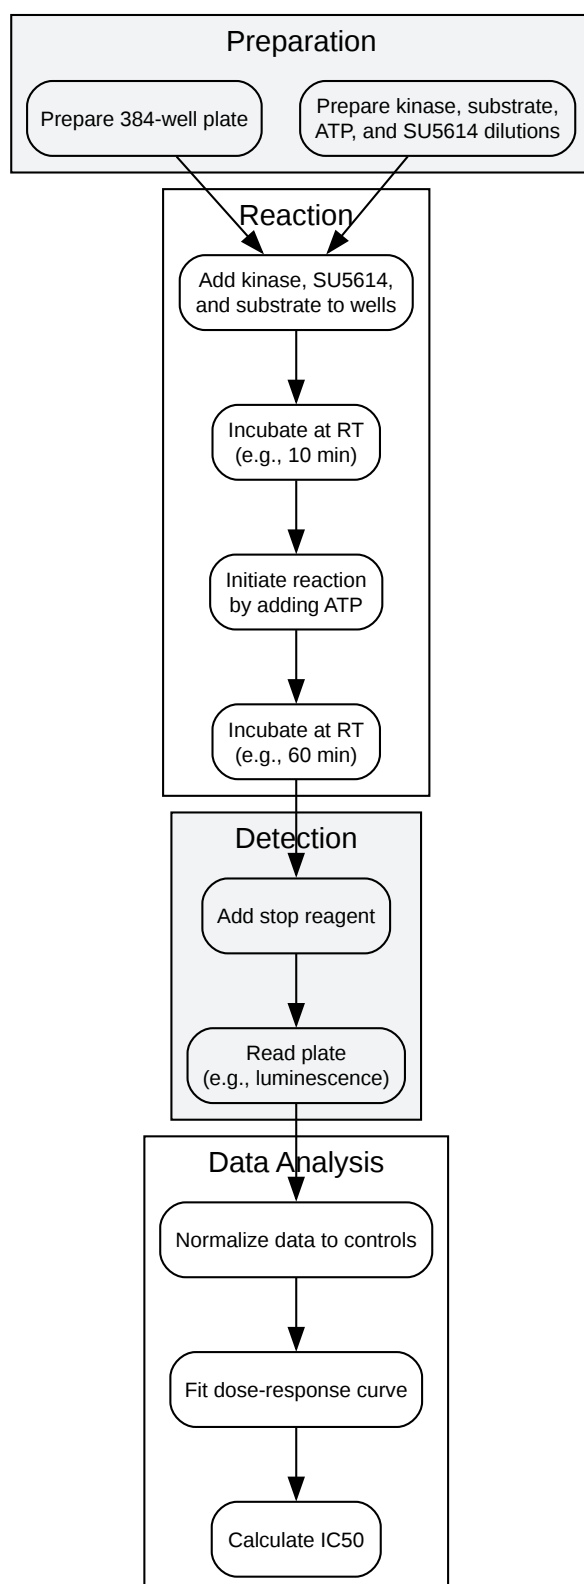 Preparation
Prepare 384-well plate
Prepare kinase, substrate,
ATP, and SU5614 dilutions
Reaction
Add kinase, SU5614,
and substrate to wells
Incubate at RT
(e.g., 10 min)
Initiate reaction
by adding ATP
Incubate at RT
(e.g., 60 min)
Detection
Add stop reagent
Read plate
(e.g., luminescence)
Data Analysis
Normalize data to controls
Fit dose-response curve
Calculate IC50